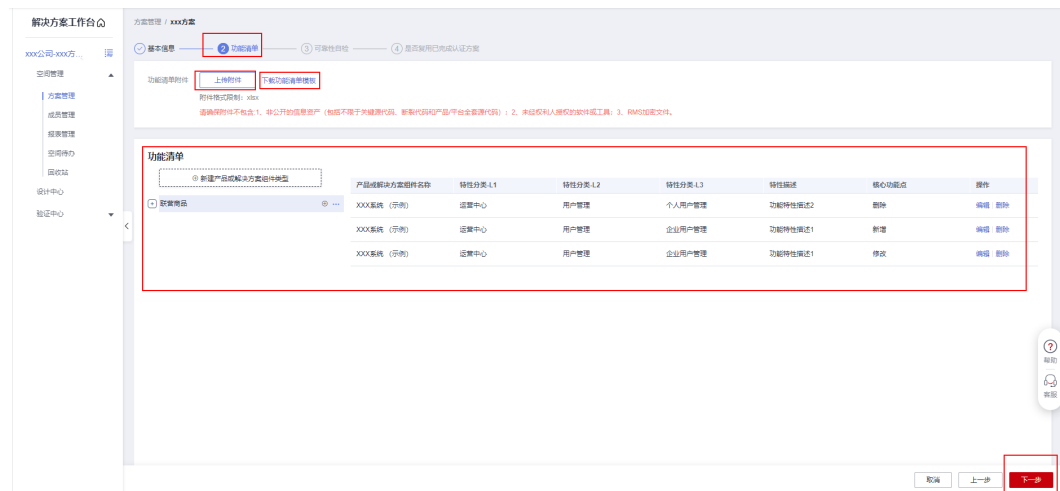 解决方案工作台
方案管理 / xxx方案
xxx公司-xxx方...
基本信息
2 功能清单
3 可靠性自检
4 是否复用已完成认证方案
空间管理
方案管理
成员管理
报表管理
空间待办
回收站
设计中心
验证中心
功能清单附件
上传附件
下载功能清单模板
附件格式限制：xlsx
请确保附件不包含:1、非公开的信息资产（包括不限于关键源代码、新裂代码和产品/平台全套源代码）；2、未经权利人授权的软件或工具；3、RMS加密文件。
功能清单
新建产品或解决方案组件类型
联营商品
产品或解决方案组件名称 特性分类-L1 特性分类-L2 特性分类-L3 特性描述 核心功能点 操作
XXX系统 （示例） 运营中心 用户管理 个人用户管理 功能特性描述2 删除 编辑 删除
XXX系统 （示例） 运营中心 用户管理 企业用户管理 功能特性描述1 新增 编辑 删除
XXX系统 （示例） 运营中心 用户管理 企业用户管理 功能特性描述1 修改 编辑 删除
帮助
客服
取消 上一步 下一步